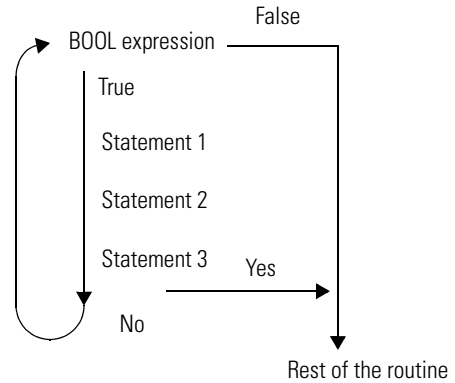 False
BOOL expression
True
Statement 1
Statement 2
Statement 3
Yes
No
Rest of the routine